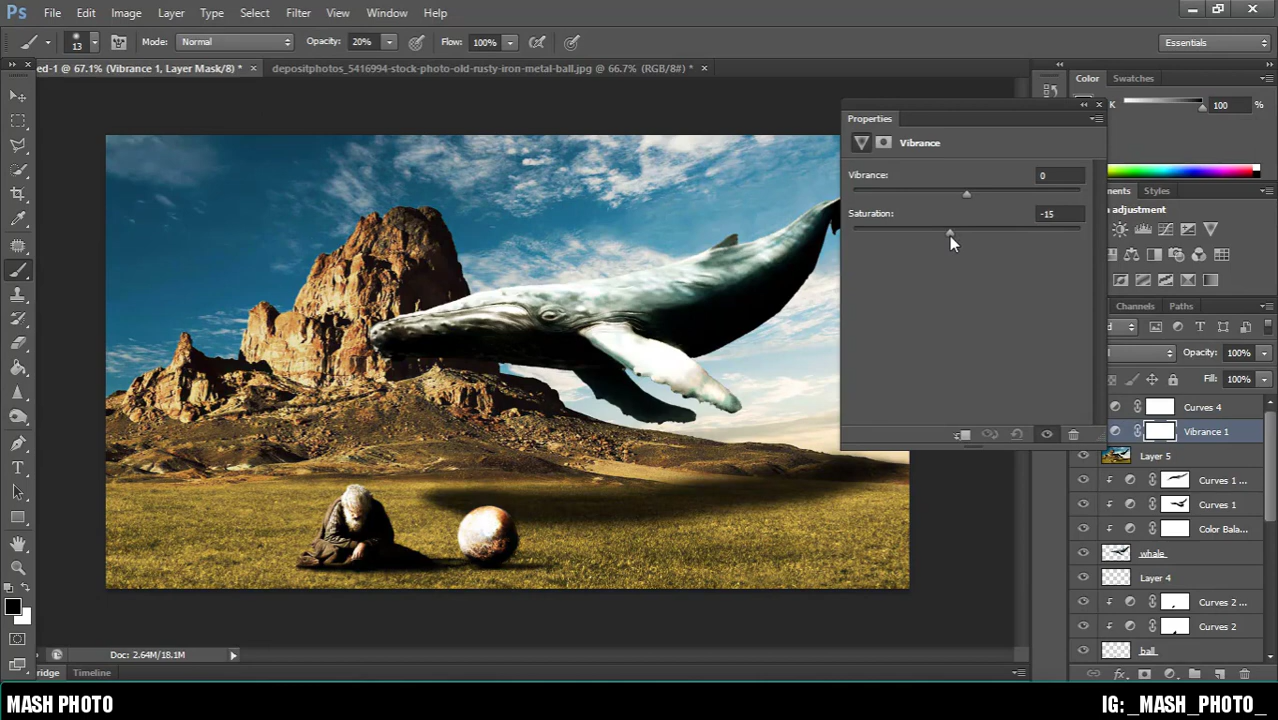 Ps File Edit Image Layer Type Select Filter View Window Help
13 Mode: Normal Opacity: 20% Flow: 100% Essentials
ed-1 @ 67.1% (Vibrance 1, Layer Mask/8) * × depositphotos_5416994-stock-photo-old-rusty-iron-metal-ball.jpg @ 66.7% (RGB/8#) * ×
Color Swatches
K 100 %
Properties
Vibrance
Vibrance: 0
Saturation: -15
Styles
adjustment
Channels Paths
Opacity: 100%
Fill: 100%
Curves 4
Vibrance 1
Layer 5
Curves 1 ...
Curves 1
Color Bala...
whale
Layer 4
Curves 2 ...
Curves 2
ball
67.1% Doc: 2.64M/18.1M
Timeline
MASH PHOTO
IG: _MASH_PHOTO_